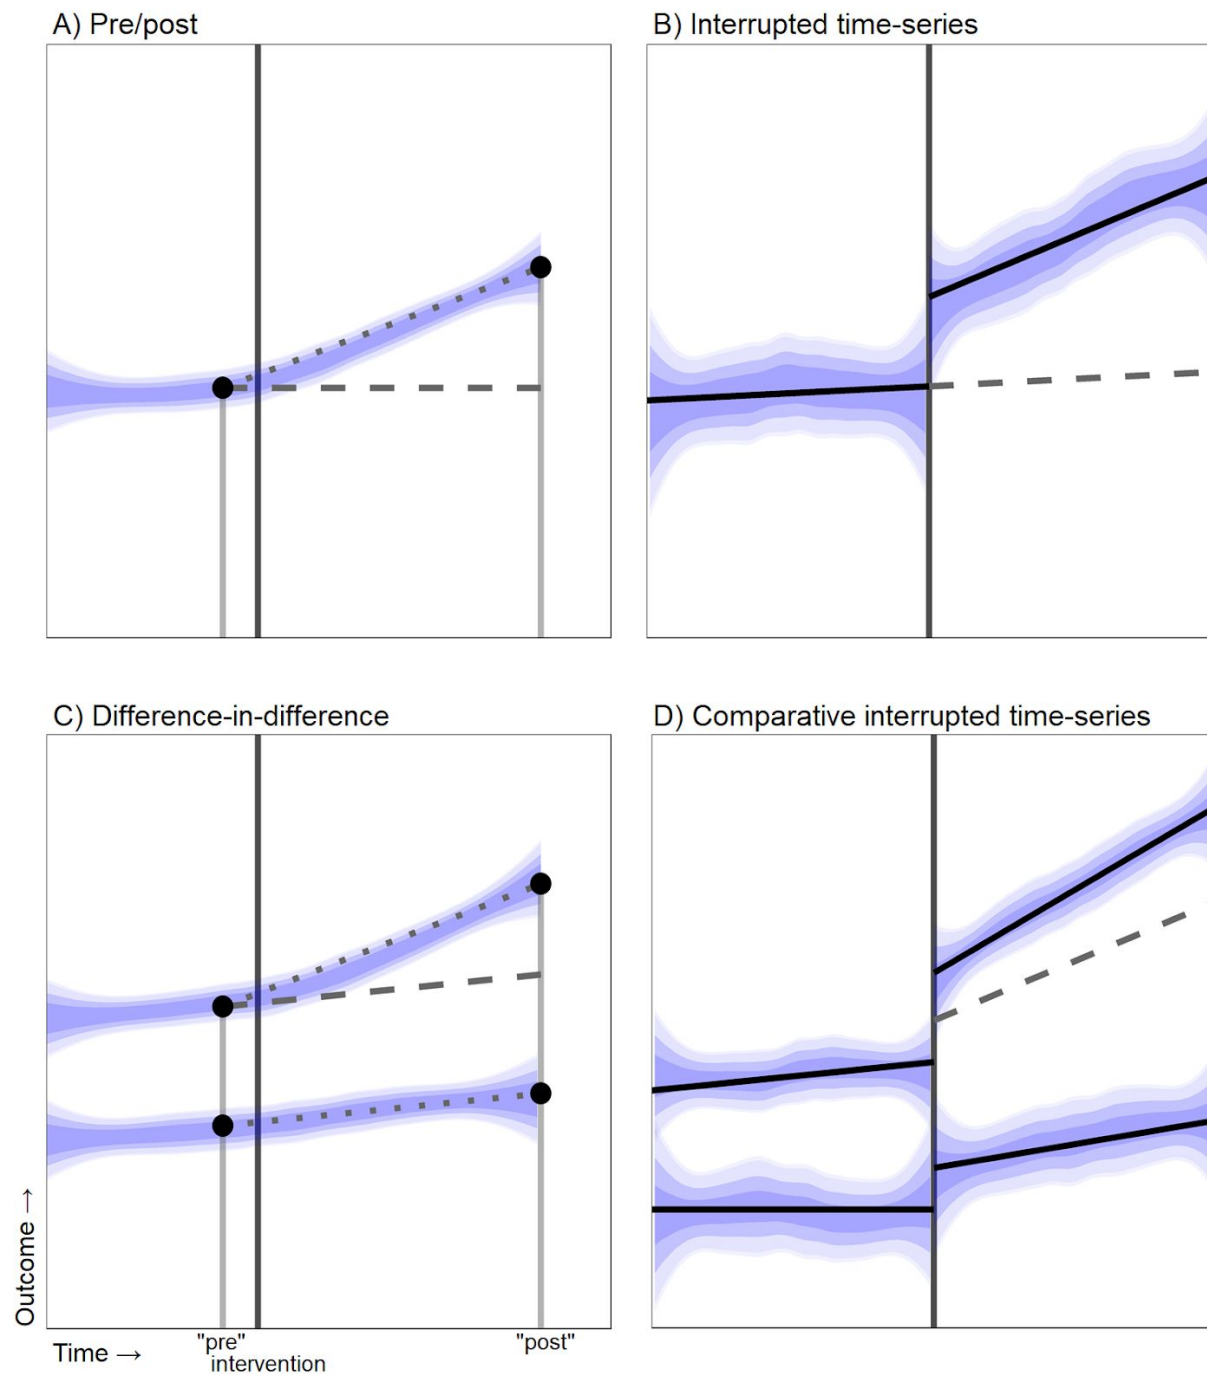 A) Pre/post
B) Interrupted time-series
C) Difference-in-difference
D) Comparative interrupted time-series
Outcome →
Time →
"pre"
intervention
"post"